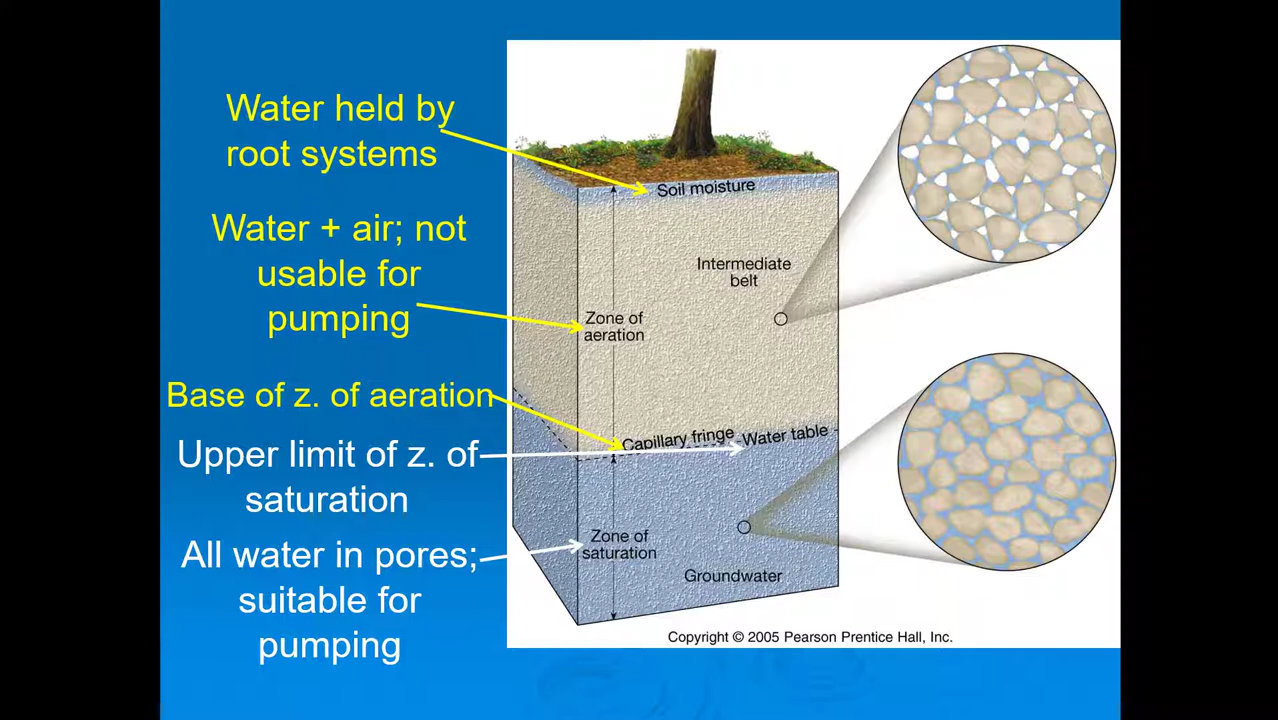 Water held by
root systems
Water + air; not
usable for
pumping
Base of z. of aeration
Upper limit of z. of
saturation
All water in pores;
suitable for
pumping
Soil moisture
Intermediate
belt
Zone of
aeration
Capillary fringe
Water table
Zone of
saturation
Groundwater
Copyright © 2005 Pearson Prentice Hall, Inc.